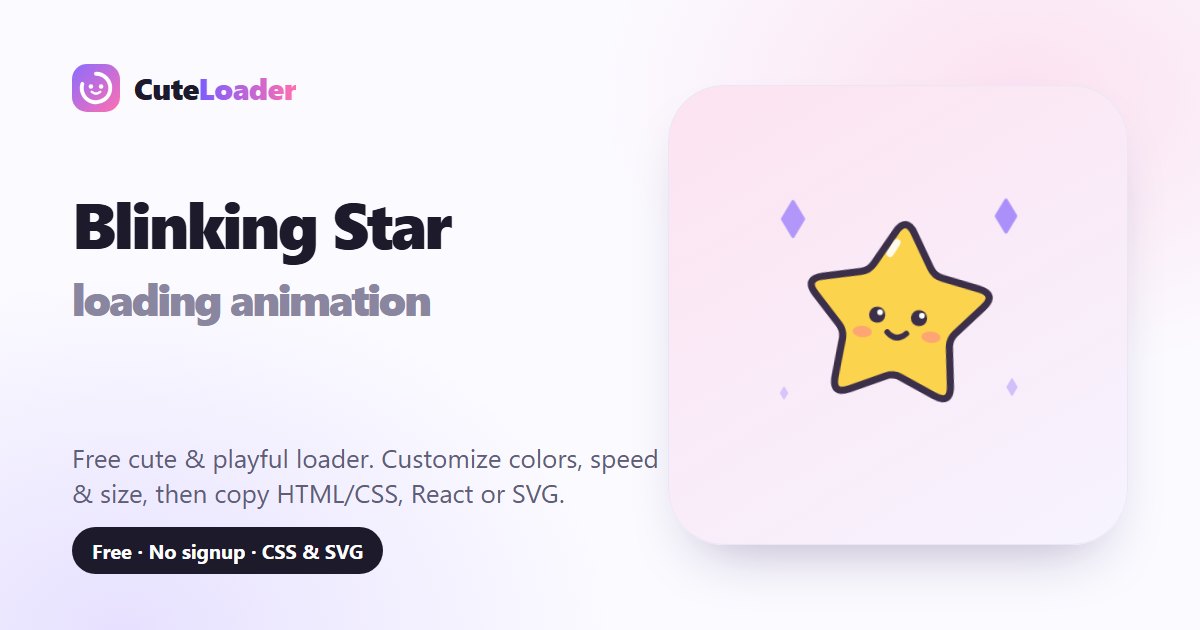 CuteLoader
Blinking Star
loading animation
Free cute & playful loader. Customize colors, speed
& size, then copy HTML/CSS, React or SVG.
Free · No signup · CSS & SVG